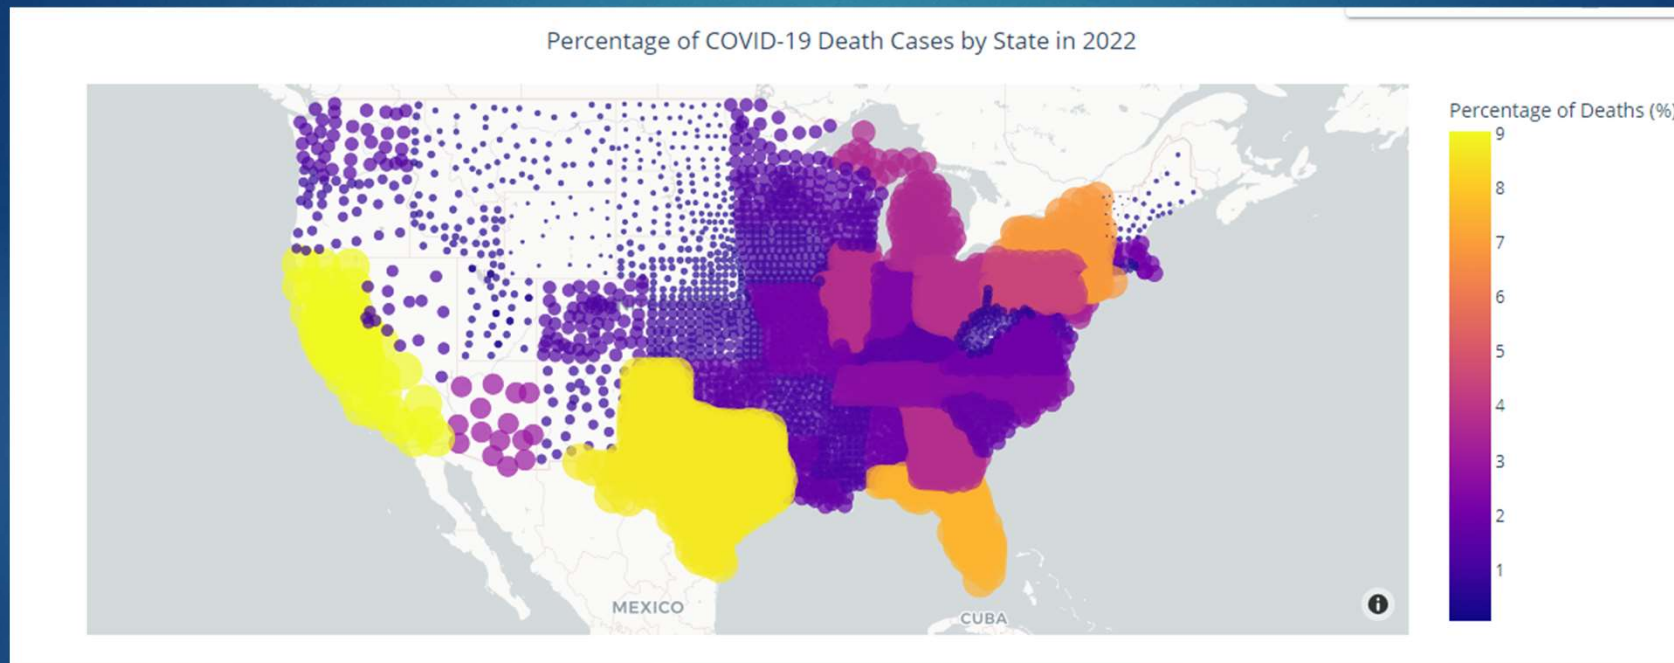 Percentage of COVID-19 Death Cases by State in 2022
Percentage of Deaths (%)
9
8
7
6
5
4
3
2
1
MEXICO
CUBA
i